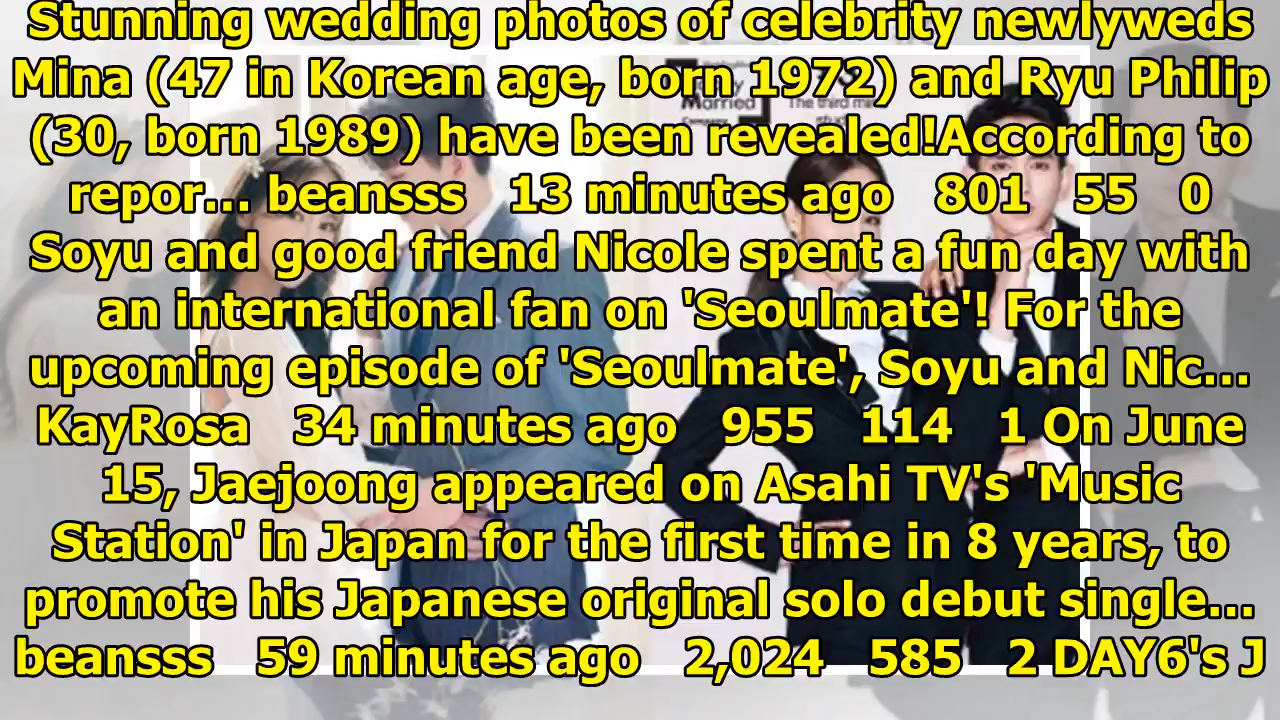 Stunning wedding photos of celebrity newlyweds
Mina (47 in Korean age, born 1972) and Ryu Philip
(30, born 1989) have been revealed!According to
repor... beansss 13 minutes ago 801 55 0
Soyu and good friend Nicole spent a fun day with
an international fan on 'Seoulmate'! For the
upcoming episode of 'Seoulmate', Soyu and Nic...
KayRosa 34 minutes ago 955 114 1 On June
15, Jaejoong appeared on Asahi TV's 'Music
Station' in Japan for the first time in 8 years, to
promote his Japanese original solo debut single...
beansss 59 minutes ago 2,024 585 2 DAY6's J
Married
The third